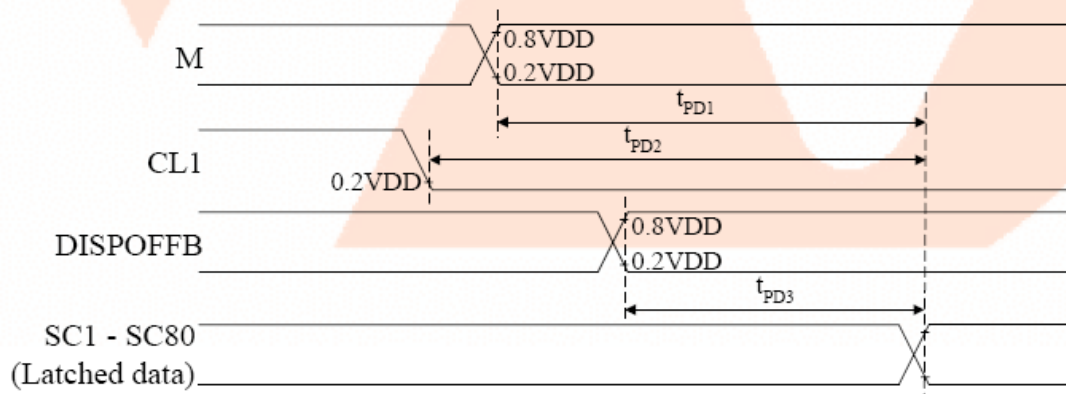 M
0.8VDD
0.2VDD
tPD1
CL1
tPD2
0.2VDD
DISPOFFB
0.8VDD
0.2VDD
tPD3
SC1 - SC80
(Latched data)